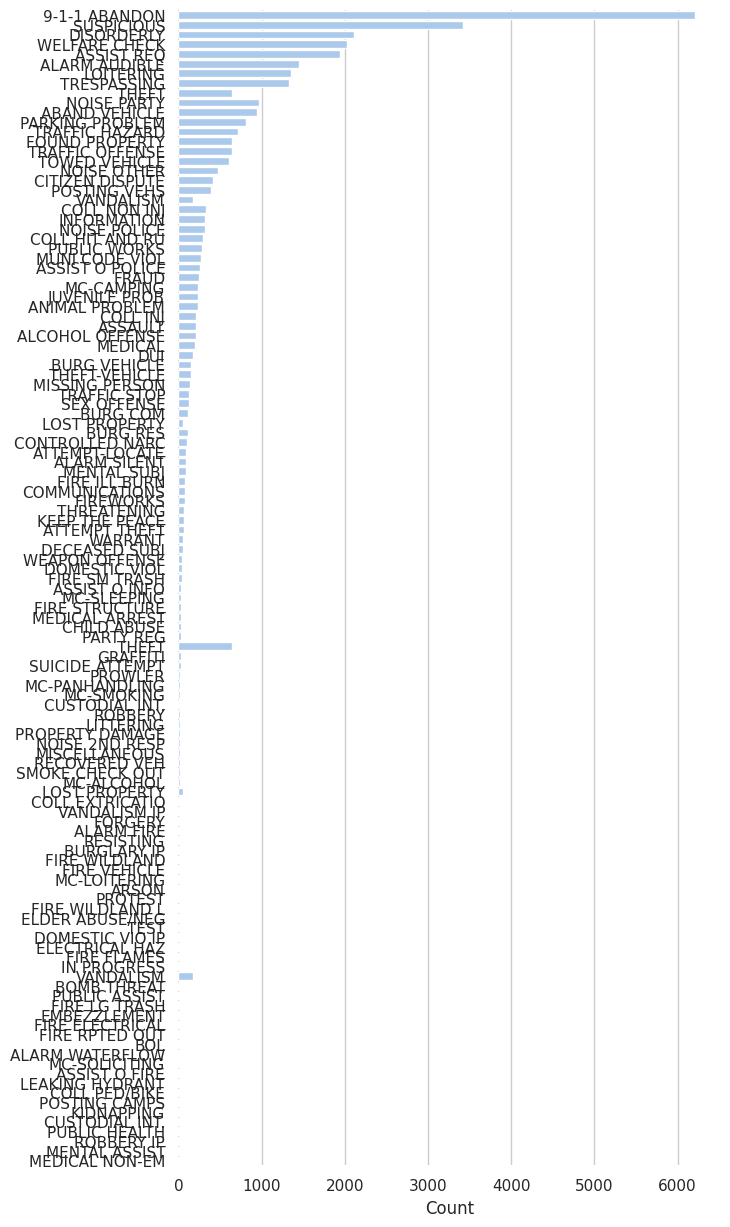 9-1-1 ABANDON
SUSPICIOUS
DISORDERLY
WELFARE CHECK
ASSIST REQ
ALARM AUDIBLE
LOITERING
TRESPASSING
THEFT
NOISE PARTY
ABAND VEHICLE
PARKING PROBLEM
TRAFFIC HAZARD
FOUND PROPERTY
TRAFFIC OFFENSE
TOWED VEHICLE
NOISE OTHER
CITIZEN DISPUTE
POSTING VEHS
VANDALISM
COLL NON INJ
INFORMATION
NOISE POLICE
COLL HIT AND RU
PUBLIC WORKS
MUNI CODE VIOL
ASSIST O POLICE
FRAUD
MC-CAMPING
JUVENILE PROB
ANIMAL PROBLEM
COLL INJ
ASSAULT
ALCOHOL OFFENSE
MEDICAL
DUI
BURG VEHICLE
THEFT-VEHICLE
MISSING PERSON
TRAFFIC STOP
SEX OFFENSE
BURG COM
LOST PROPERTY
BURG RES
CONTROLLED NARC
ATTEMPT-LOCATE
ALARM SILENT
MENTAL SUBJ
FIRE ILL BURN
COMMUNICATIONS
FIREWORKS
THREATENING
KEEP THE PEACE
ATTEMPT THEFT
WARRANT
DECEASED SUBJ
WEAPON OFFENSE
DOMESTIC VIOL
FIRE SM TRASH
ASSIST O INFO
MC-SLEEPING
FIRE STRUCTURE
MEDICAL ARREST
CHILD ABUSE
PARTY REG
THEFT
GRAFFITI
SUICIDE ATTEMPT
PROWLER
MC-PANHANDLING
MC-SMOKING
CUSTODIAL INT.
ROBBERY
LITTERING
PROPERTY DAMAGE
NOISE 2ND RESP
MISCELLANEOUS
RECOVERED VEH
SMOKE CHECK OUT
MC-ALCOHOL
LOST PROPERTY
COLL EXTRICATIO
VANDALISM IP
FORGERY
ALARM FIRE
RESISTING
BURGLARY IP
FIRE WILDLAND
FIRE VEHICLE
MC-LOITERING
ARSON
PROTEST
FIRE WILDLAND L
ELDER ABUSE/NEG
TEST
DOMESTIC VIO IP
ELECTRICAL HAZ
FIRE FLAMES
IN PROGRESS
VANDALISM
BOMB THREAT
PUBLIC ASSIST
FIRE LG TRASH
EMBEZZLEMENT
FIRE ELECTRICAL
FIRE RPTED OUT
BOL
ALARM WATERFLOW
MC-SOLICITING
ASSIST O FIRE
LEAKING HYDRANT
COLL PED/BIKE
POSTING CAMPS
KIDNAPPING
CUSTODIAL INT.
PUBLIC HEALTH
ROBBERY IP
MENTAL ASSIST
MEDICAL NON-EM
0 1000 2000 3000 4000 5000 6000
Count